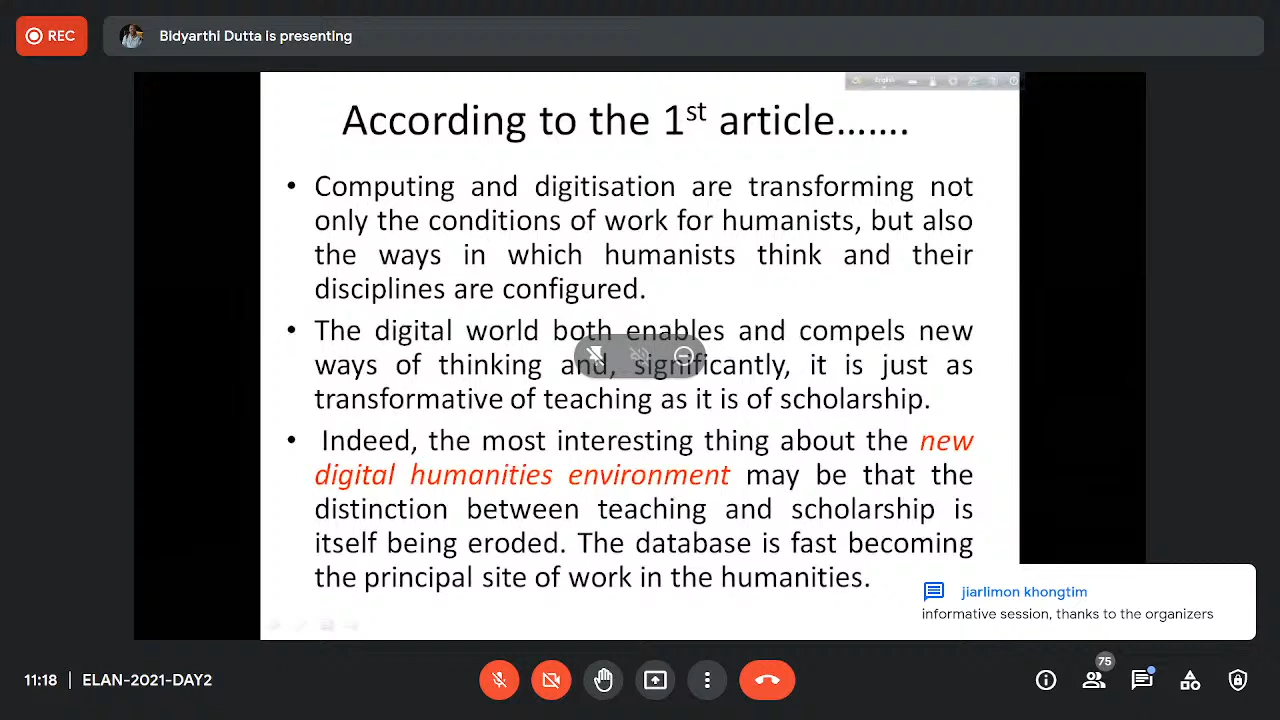 REC
Bidyarthi Dutta is presenting
English
According to the 1st article.......
• Computing and digitisation are transforming not
only the conditions of work for humanists, but also
the ways in which humanists think and their
disciplines are configured.
• The digital world both enables and compels new
ways of thinking and, significantly, it is just as
transformative of teaching as it is of scholarship.
• Indeed, the most interesting thing about the new
digital humanities environment may be that the
distinction between teaching and scholarship is
itself being eroded. The database is fast becoming
the principal site of work in the humanities.
jiarlimon khongtim
informative session, thanks to the organizers
11:18 | ELAN-2021-DAY2
75